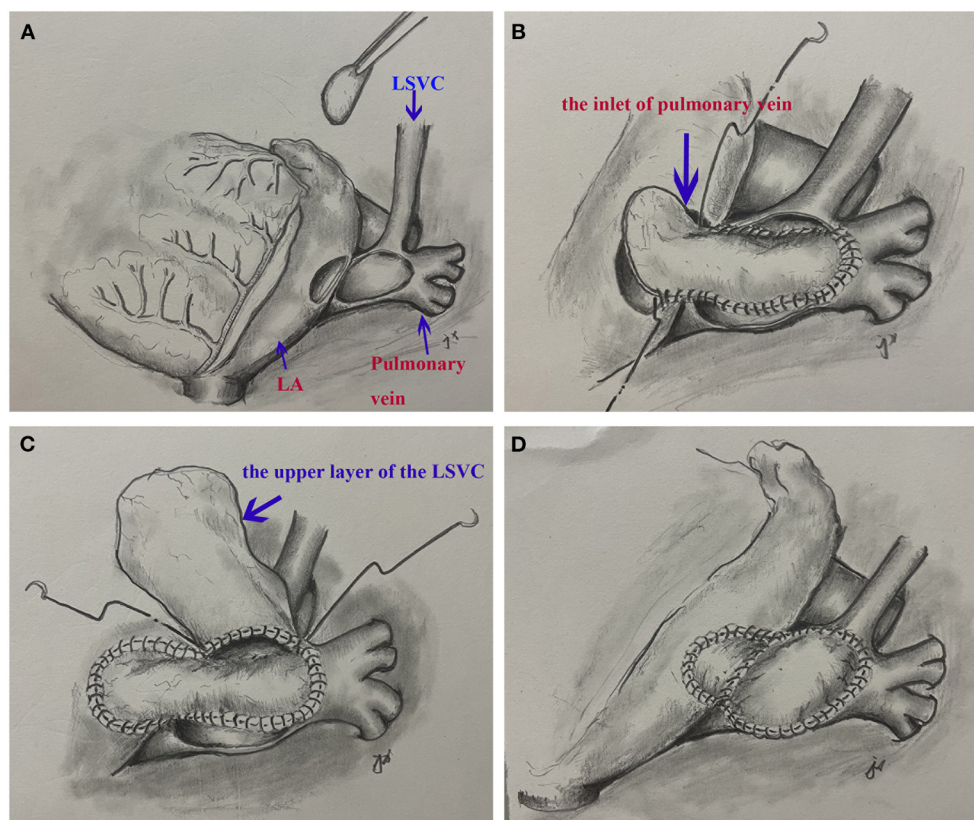 A
LSVC
LA
Pulmonary
vein
B
the inlet of pulmonary vein
C
the upper layer of the LSVC
D